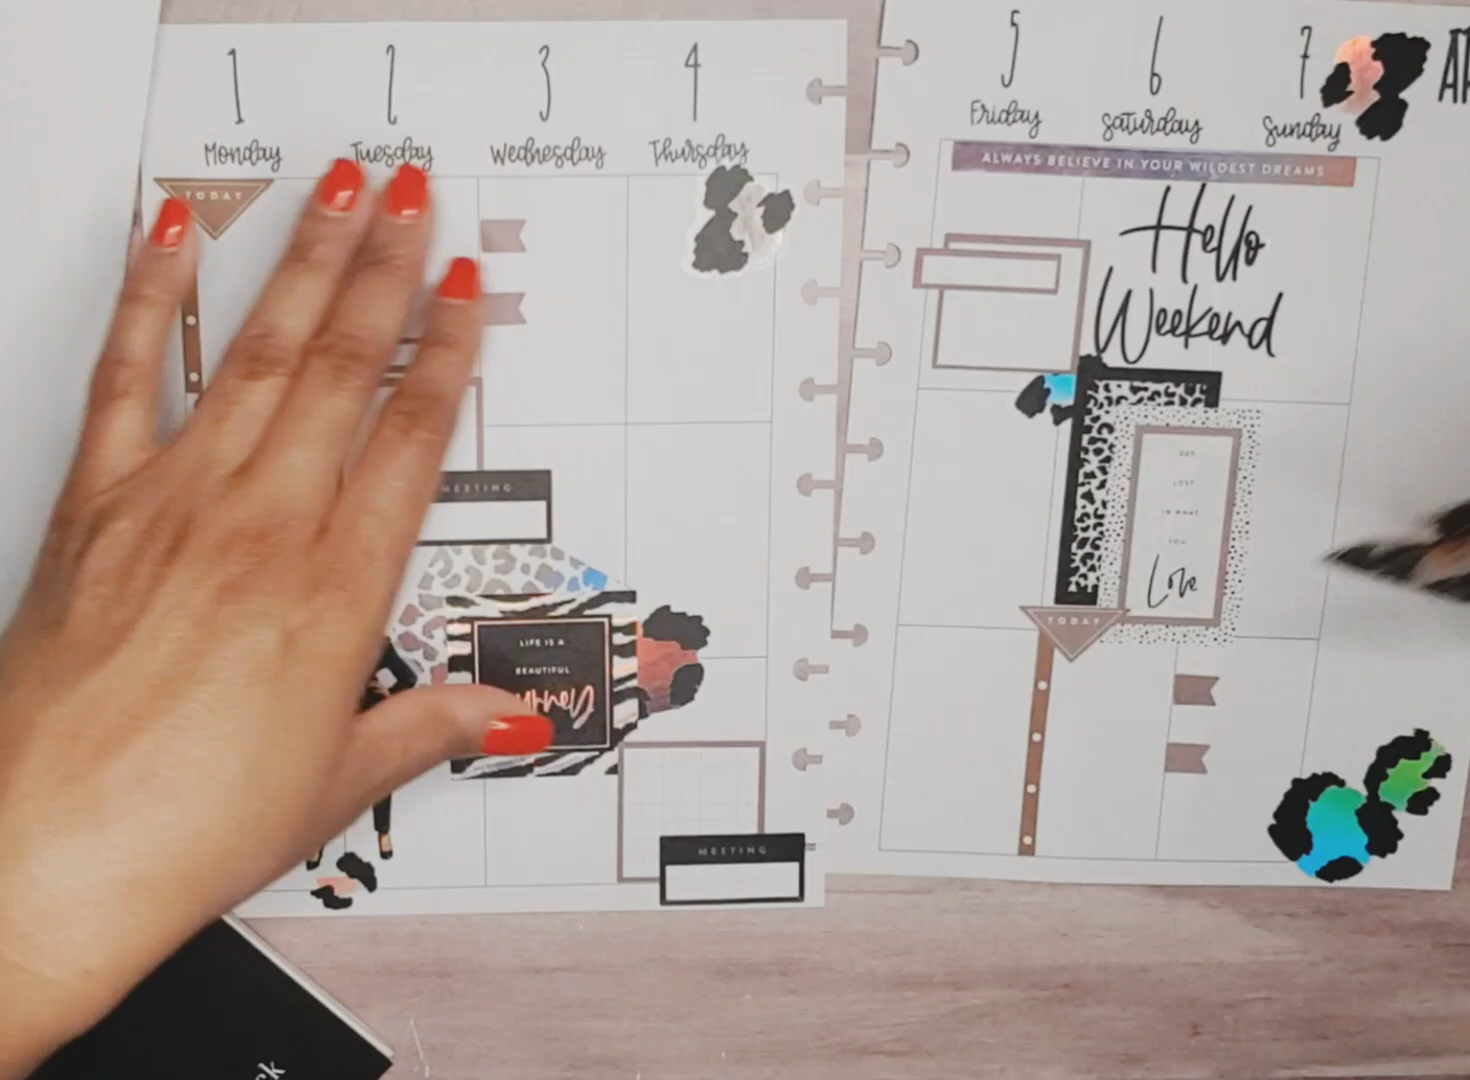 1
2
3
4
Monday
Tuesday
Wednesday
Thursday
TODAY
MEETING
LIFE IS A
BEAUTIFUL
MEETING
5
6
7
Friday
Saturday
Sunday
ALWAYS BELIEVE IN YOUR WILDEST DREAMS
Hello
Weekend
GET
LOST
IN WHAT
YOU
Love
TODAY